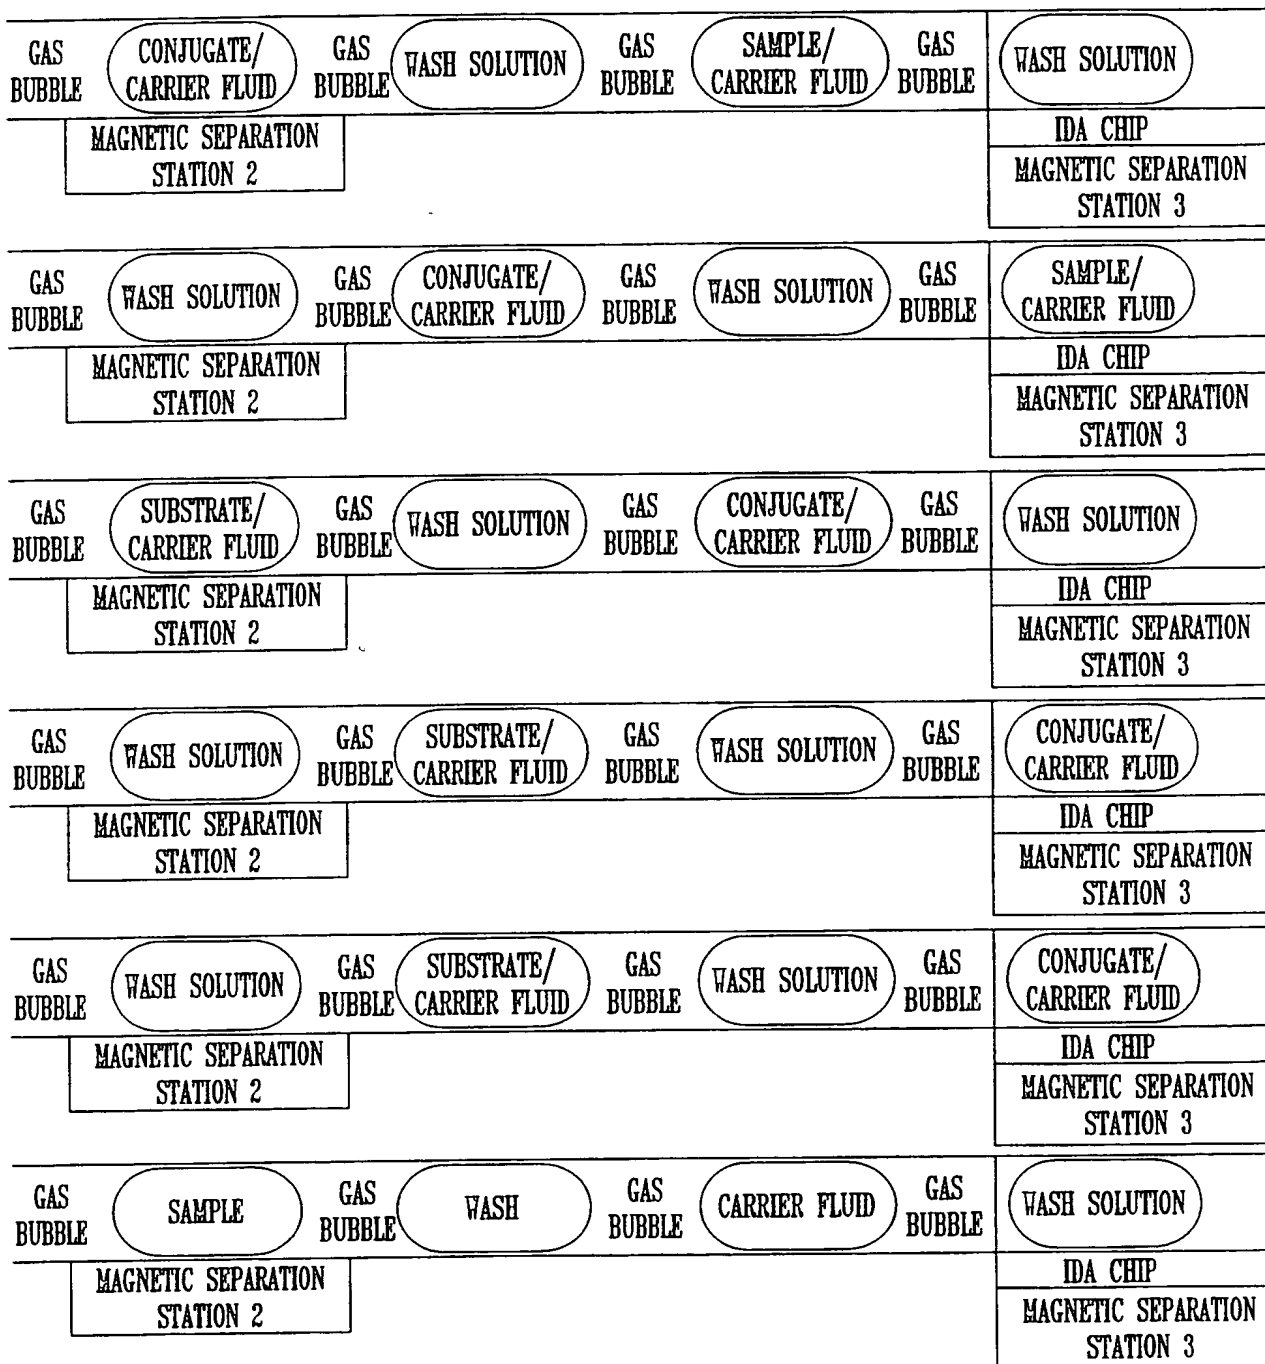 GAS BUBBLE CONJUGATE/ CARRIER FLUID GAS BUBBLE WASH SOLUTION GAS BUBBLE SAMPLE/ CARRIER FLUID GAS BUBBLE WASH SOLUTION
MAGNETIC SEPARATION
STATION 2
IDA CHIP
MAGNETIC SEPARATION
STATION 3
GAS BUBBLE WASH SOLUTION GAS BUBBLE CONJUGATE/ CARRIER FLUID GAS BUBBLE WASH SOLUTION GAS BUBBLE SAMPLE/ CARRIER FLUID
MAGNETIC SEPARATION
STATION 2
IDA CHIP
MAGNETIC SEPARATION
STATION 3
GAS BUBBLE SUBSTRATE/ CARRIER FLUID GAS BUBBLE WASH SOLUTION GAS BUBBLE CONJUGATE/ CARRIER FLUID GAS BUBBLE WASH SOLUTION
MAGNETIC SEPARATION
STATION 2
IDA CHIP
MAGNETIC SEPARATION
STATION 3
GAS BUBBLE WASH SOLUTION GAS BUBBLE SUBSTRATE/ CARRIER FLUID GAS BUBBLE WASH SOLUTION GAS BUBBLE CONJUGATE/ CARRIER FLUID
MAGNETIC SEPARATION
STATION 2
IDA CHIP
MAGNETIC SEPARATION
STATION 3
GAS BUBBLE WASH SOLUTION GAS BUBBLE SUBSTRATE/ CARRIER FLUID GAS BUBBLE WASH SOLUTION GAS BUBBLE CONJUGATE/ CARRIER FLUID
MAGNETIC SEPARATION
STATION 2
IDA CHIP
MAGNETIC SEPARATION
STATION 3
GAS BUBBLE SAMPLE GAS BUBBLE WASH GAS BUBBLE CARRIER FLUID GAS BUBBLE WASH SOLUTION
MAGNETIC SEPARATION
STATION 2
IDA CHIP
MAGNETIC SEPARATION
STATION 3